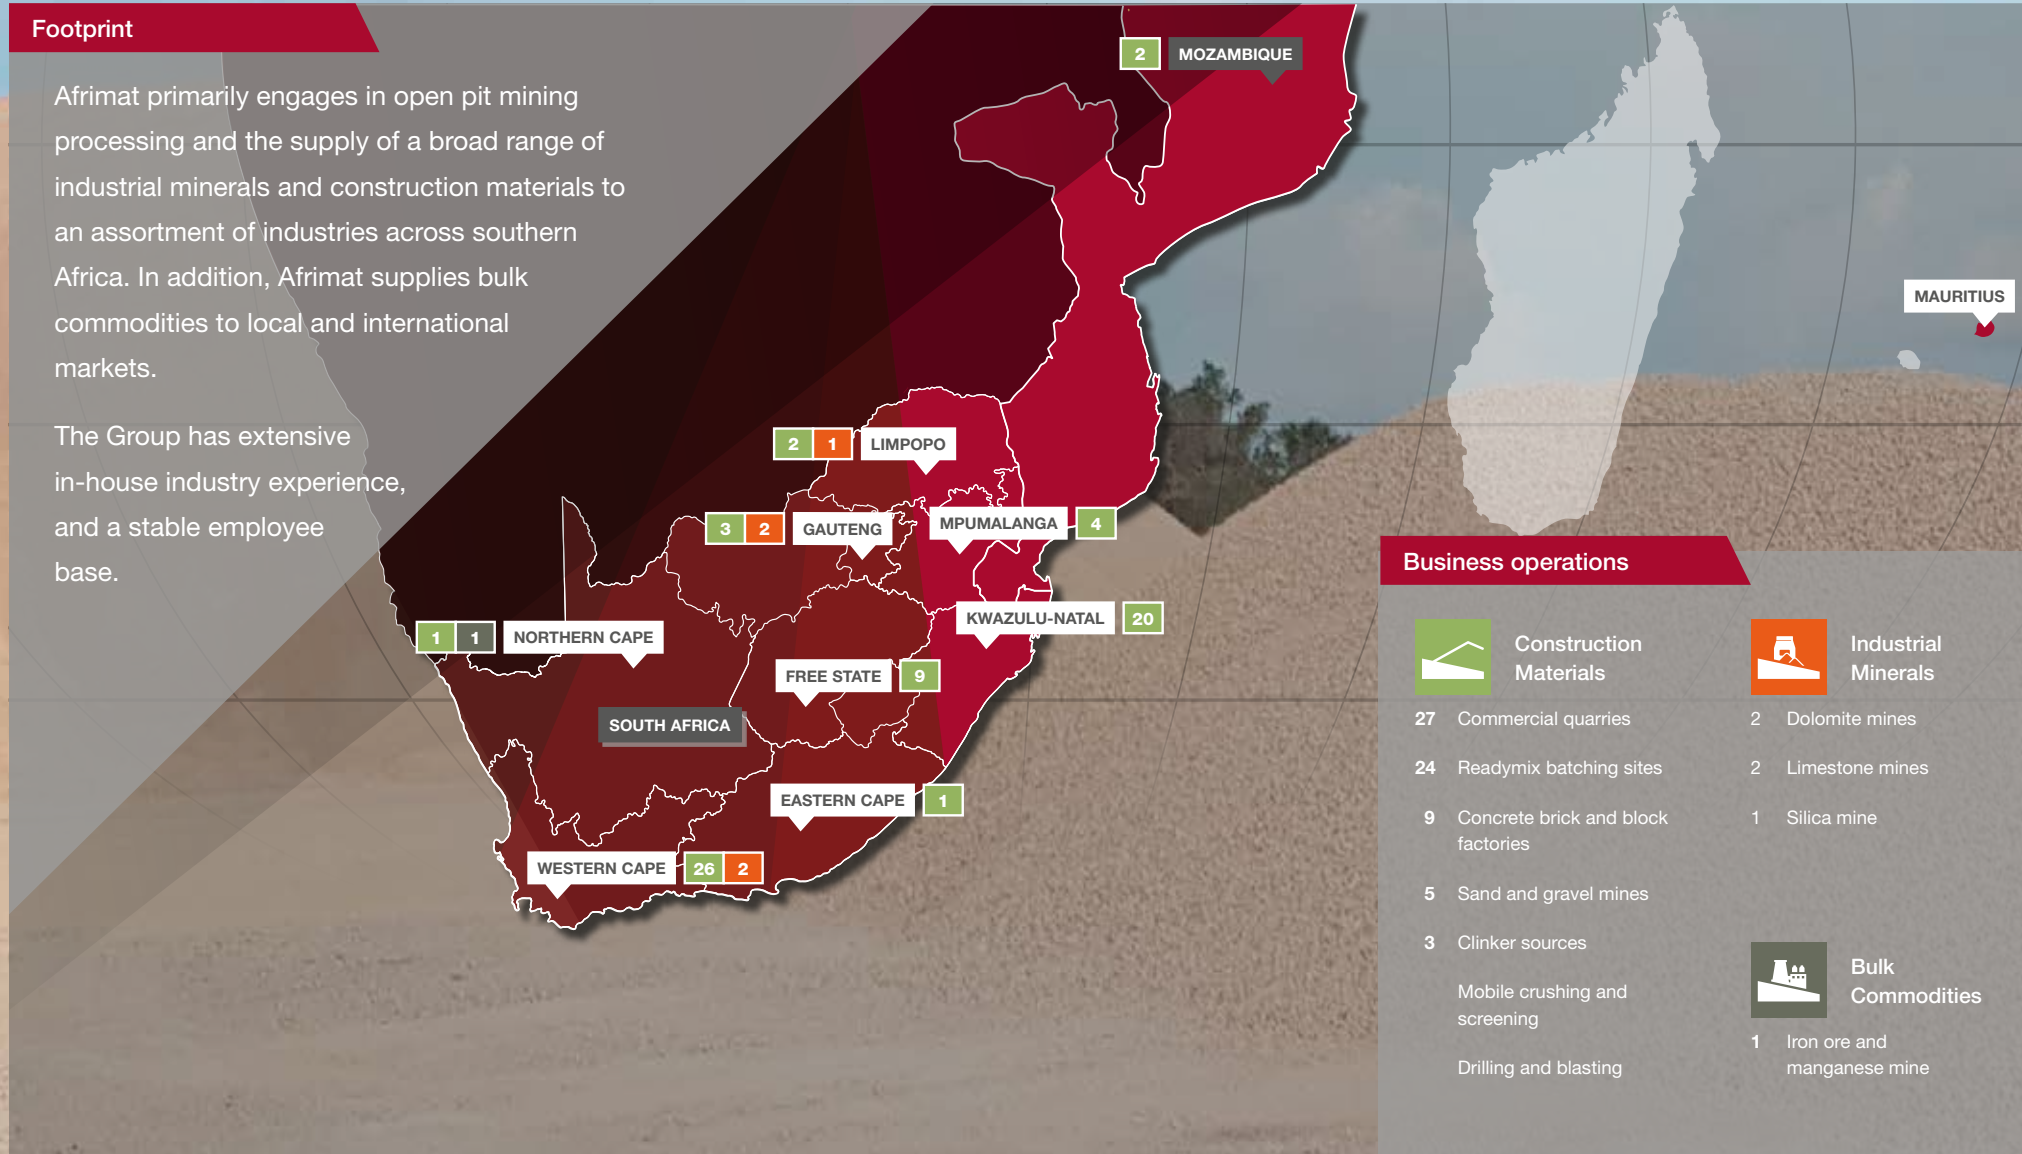 Footprint
Afrimat primarily engages in open pit mining
processing and the supply of a broad range of
industrial minerals and construction materials to
an assortment of industries across southern
Africa. In addition, Afrimat supplies bulk
commodities to local and international
markets.
The Group has extensive
in-house industry experience,
and a stable employee
base.
2 MOZAMBIQUE
MAURITIUS
2 1 LIMPOPO
3 2 GAUTENG
MPUMALANGA 4
KWAZULU-NATAL 20
1 1 NORTHERN CAPE
FREE STATE 9
SOUTH AFRICA
EASTERN CAPE 1
WESTERN CAPE 26 2
Business operations
Construction
Materials
27 Commercial quarries
24 Readymix batching sites
9 Concrete brick and block
factories
5 Sand and gravel mines
3 Clinker sources
Mobile crushing and
screening
Drilling and blasting
Industrial
Minerals
2 Dolomite mines
2 Limestone mines
1 Silica mine
Bulk
Commodities
1 Iron ore and
manganese mine